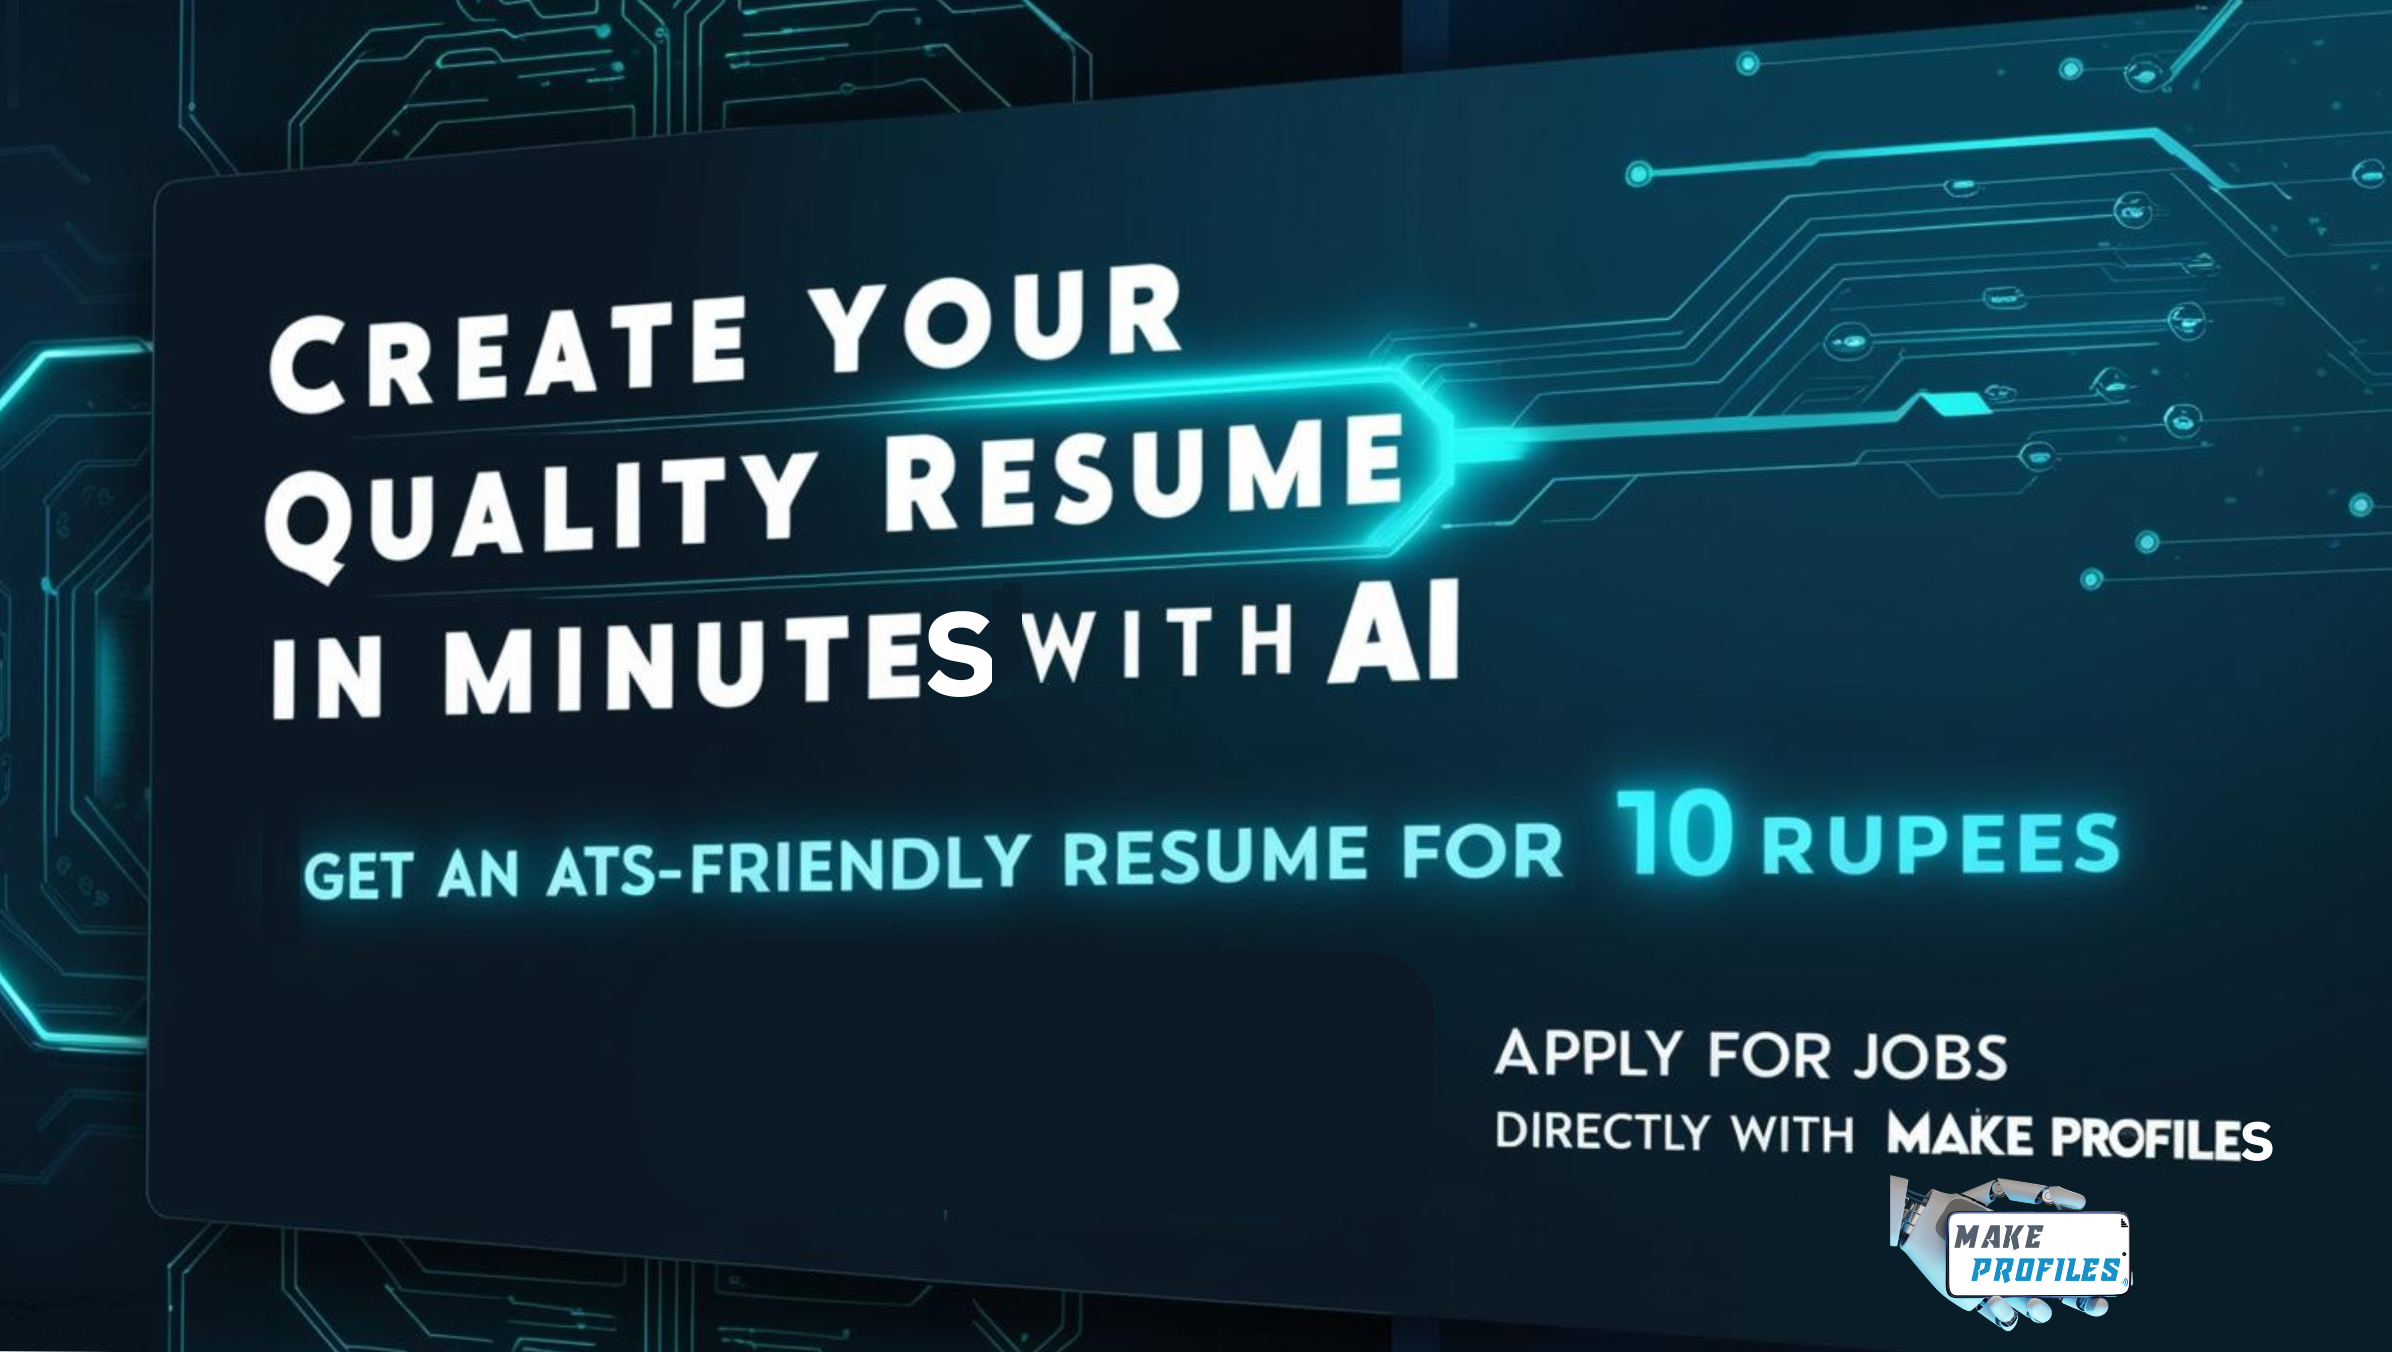 CREATE YOUR
QUALITY RESUME
IN MINUTES WITH AI
GET AN ATS-FRIENDLY RESUME FOR 10 RUPEES
APPLY FOR JOBS
DIRECTLY WITH MAKE PROFILES
MAKE
PROFILES